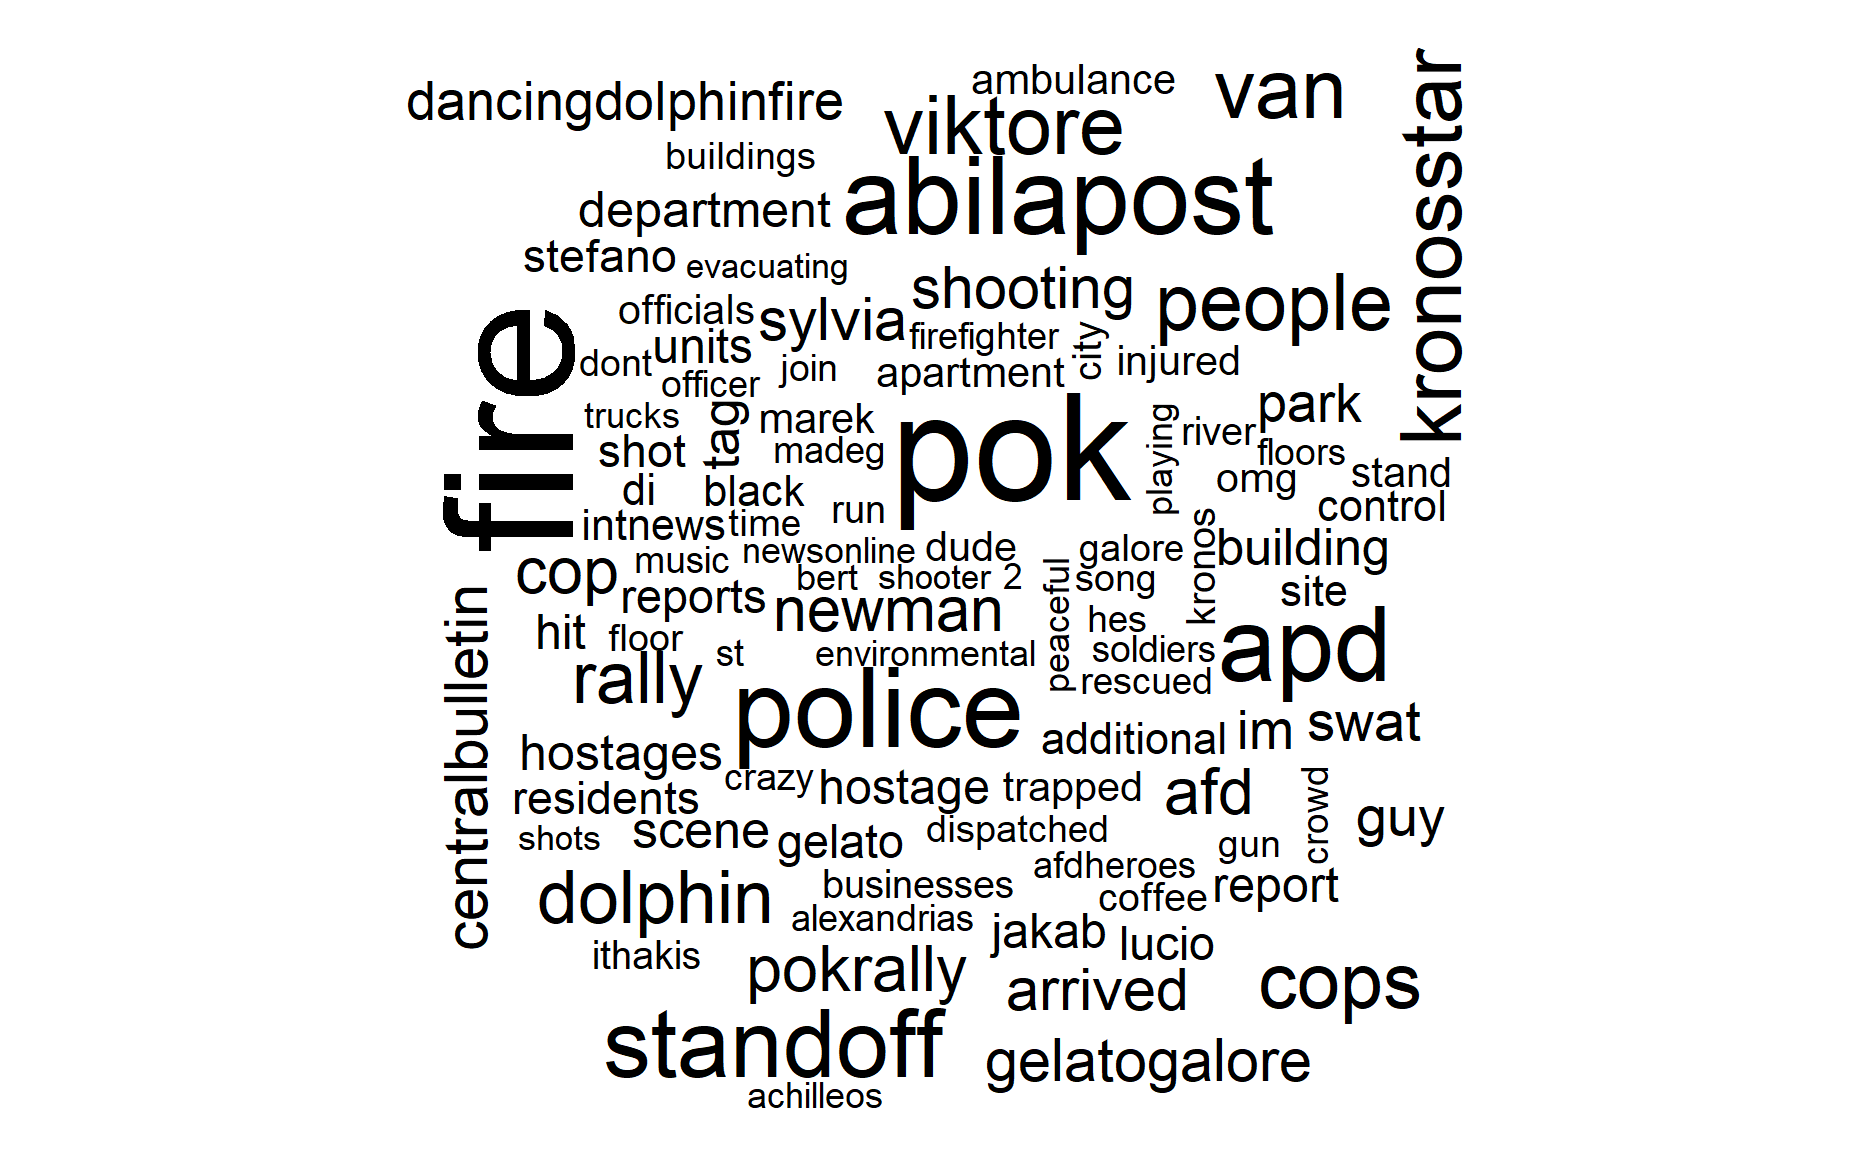 ambulance
van
kronosstar
dancingdolphinfire
viktore
buildings
abilapost
department
stefano
evacuating
shooting
people
officials
sylvia
firefighter
city
fire
units
dont
join
apartment
injured
officer
trucks
tag
marek
pok
playing
park
river
shot
madeg
floors
omg
stand
di
black
run
control
intnews
time
kronos
cop
music
newsonline
dude
galore
building
bert
shooter
2
peaceful
song
site
centralbulletin
reports
newman
hes
hit
floor
st
environmental
soldiers
apd
rally
rescued
police
additional
im
swat
hostages
crazy
hostage
trapped
afd
crowd
residents
guy
shots
scene
gelato
dispatched
gun
afdheroes
dolphin
businesses
coffee
report
alexandrias
jakab
lucio
ithakis
pokrally
arrived
cops
standoff
gelatogalore
achilleos